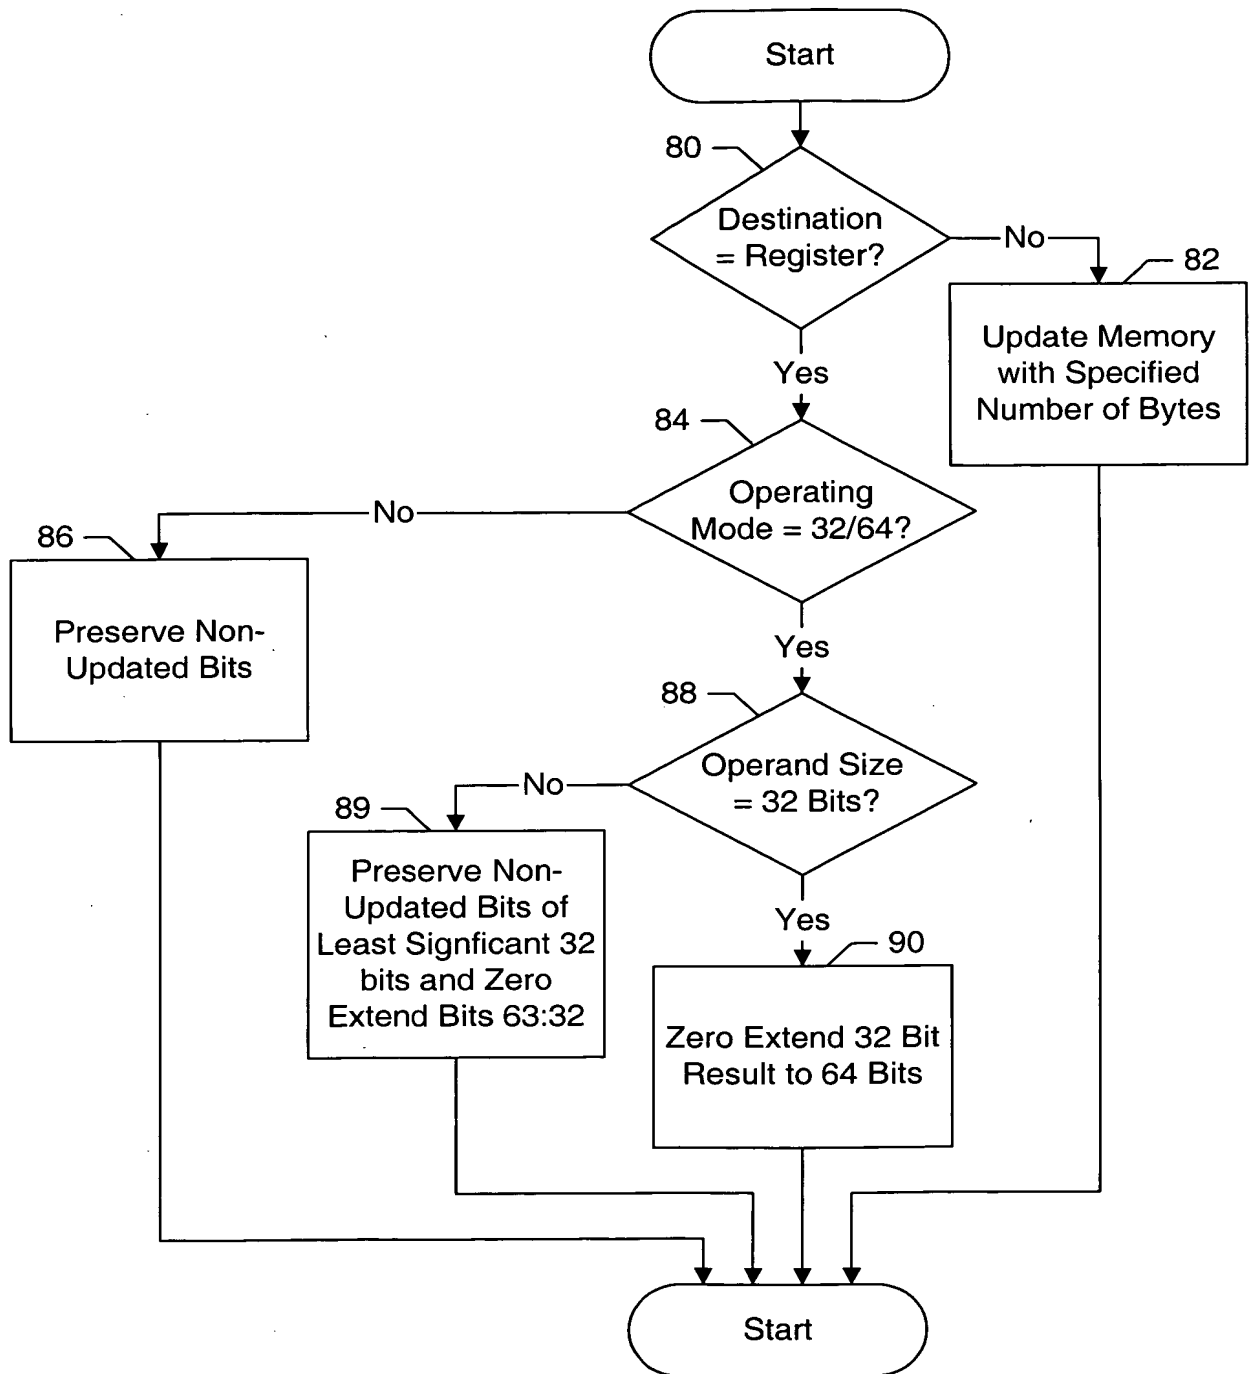 Start
80
Destination
= Register?
No
82
Update Memory
with Specified
Number of Bytes
Yes
84
Operating
Mode = 32/64?
No
86
Preserve Non-
Updated Bits
Yes
88
Operand Size
= 32 Bits?
No
89
Preserve Non-
Updated Bits of
Least Signficant 32
bits and Zero
Extend Bits 63:32
Yes
90
Zero Extend 32 Bit
Result to 64 Bits
Start